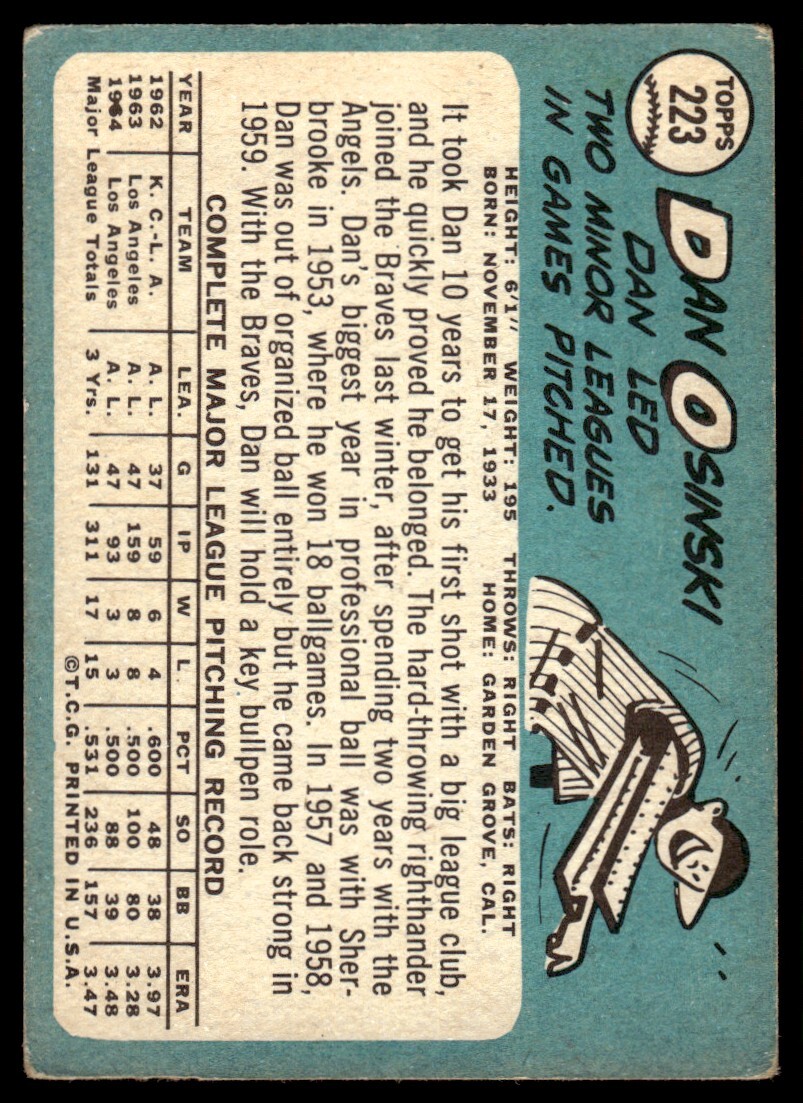 TOPPS
223
DAN OSINSKI
DAN LED
TWO MINOR LEAGUES
IN GAMES PITCHED.
HEIGHT: 6'1" WEIGHT: 195 THROWS: RIGHT BATS: RIGHT
BORN: NOVEMBER 17, 1933 HOME: GARDEN GROVE, CAL.
It took Dan 10 years to get his first shot with a big league club,
and he quickly proved he belonged. The hard-throwing righthander
joined the Braves last winter, after spending two years with the
Angels. Dan's biggest year in professional ball was with Sher-
brooke in 1953, where he won 18 ballgames. In 1957 and 1958,
Dan was out of organized ball entirely but he came back strong in
1959. With the Braves, Dan will hold a key bullpen role.
COMPLETE MAJOR LEAGUE PITCHING RECORD
YEAR TEAM LEA. G IP W L PCT SO BB ERA
1962 K. C.-L. A. A. L. 37 59 6 4 .600 48 38 3.97
1963 Los Angeles A. L. 47 159 8 8 .500 100 80 3.28
1964 Los Angeles A. L. 47 93 3 3 .500 88 39 3.48
Major League Totals 3 Yrs. 131 311 17 15 .531 236 157 3.47
©T.C.G. PRINTED IN U.S.A.